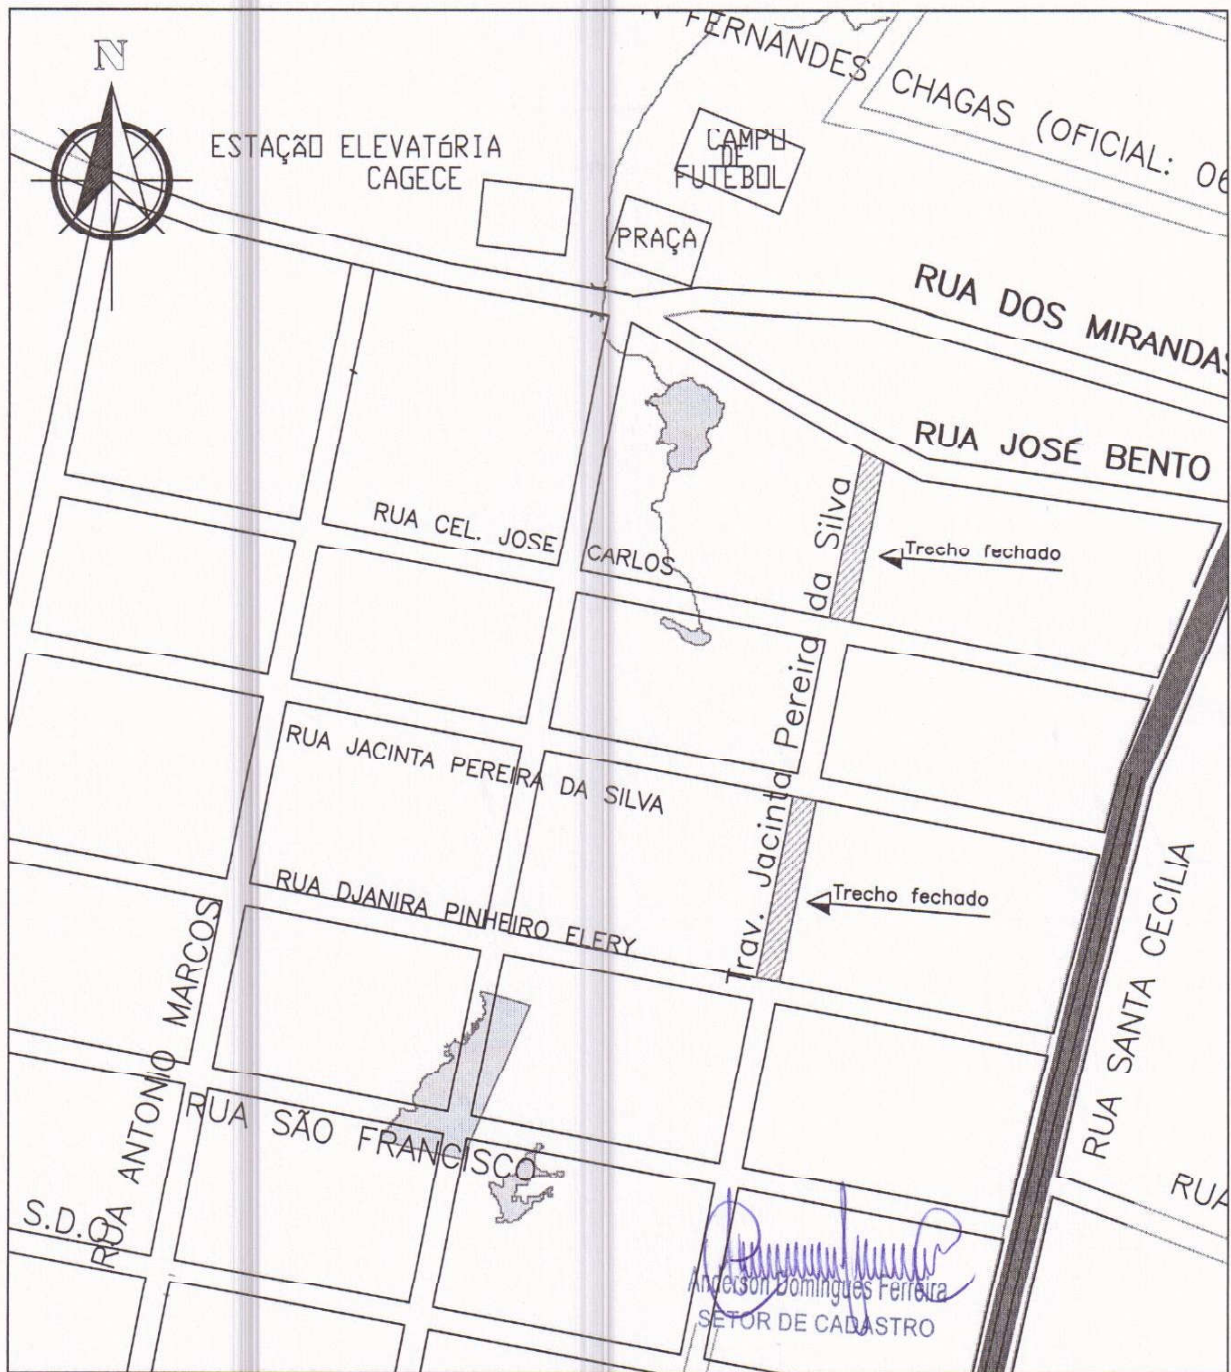 N
FERNANDES CHAGAS (OFICIAL: 06
ESTAÇÃO ELEVATÓRIA
CAGECE
CAMPO
DE
FUTEBOL
PRAÇA
RUA DOS MIRANDAS
RUA JOSÉ BENTO
RUA CEL. JOSE CARLOS
Trecho fechado
Trav. Jacinta Pereira da Silva
RUA JACINTA PEREIRA DA SILVA
RUA DJANIRA PINHEIRO ELERY
Trecho fechado
RUA ANTONIO MARCOS
RUA SANTA CECÍLIA
RUA SÃO FRANCISCO
RUA
S.D.O
Anderson Domingues Ferreira
SETOR DE CADASTRO